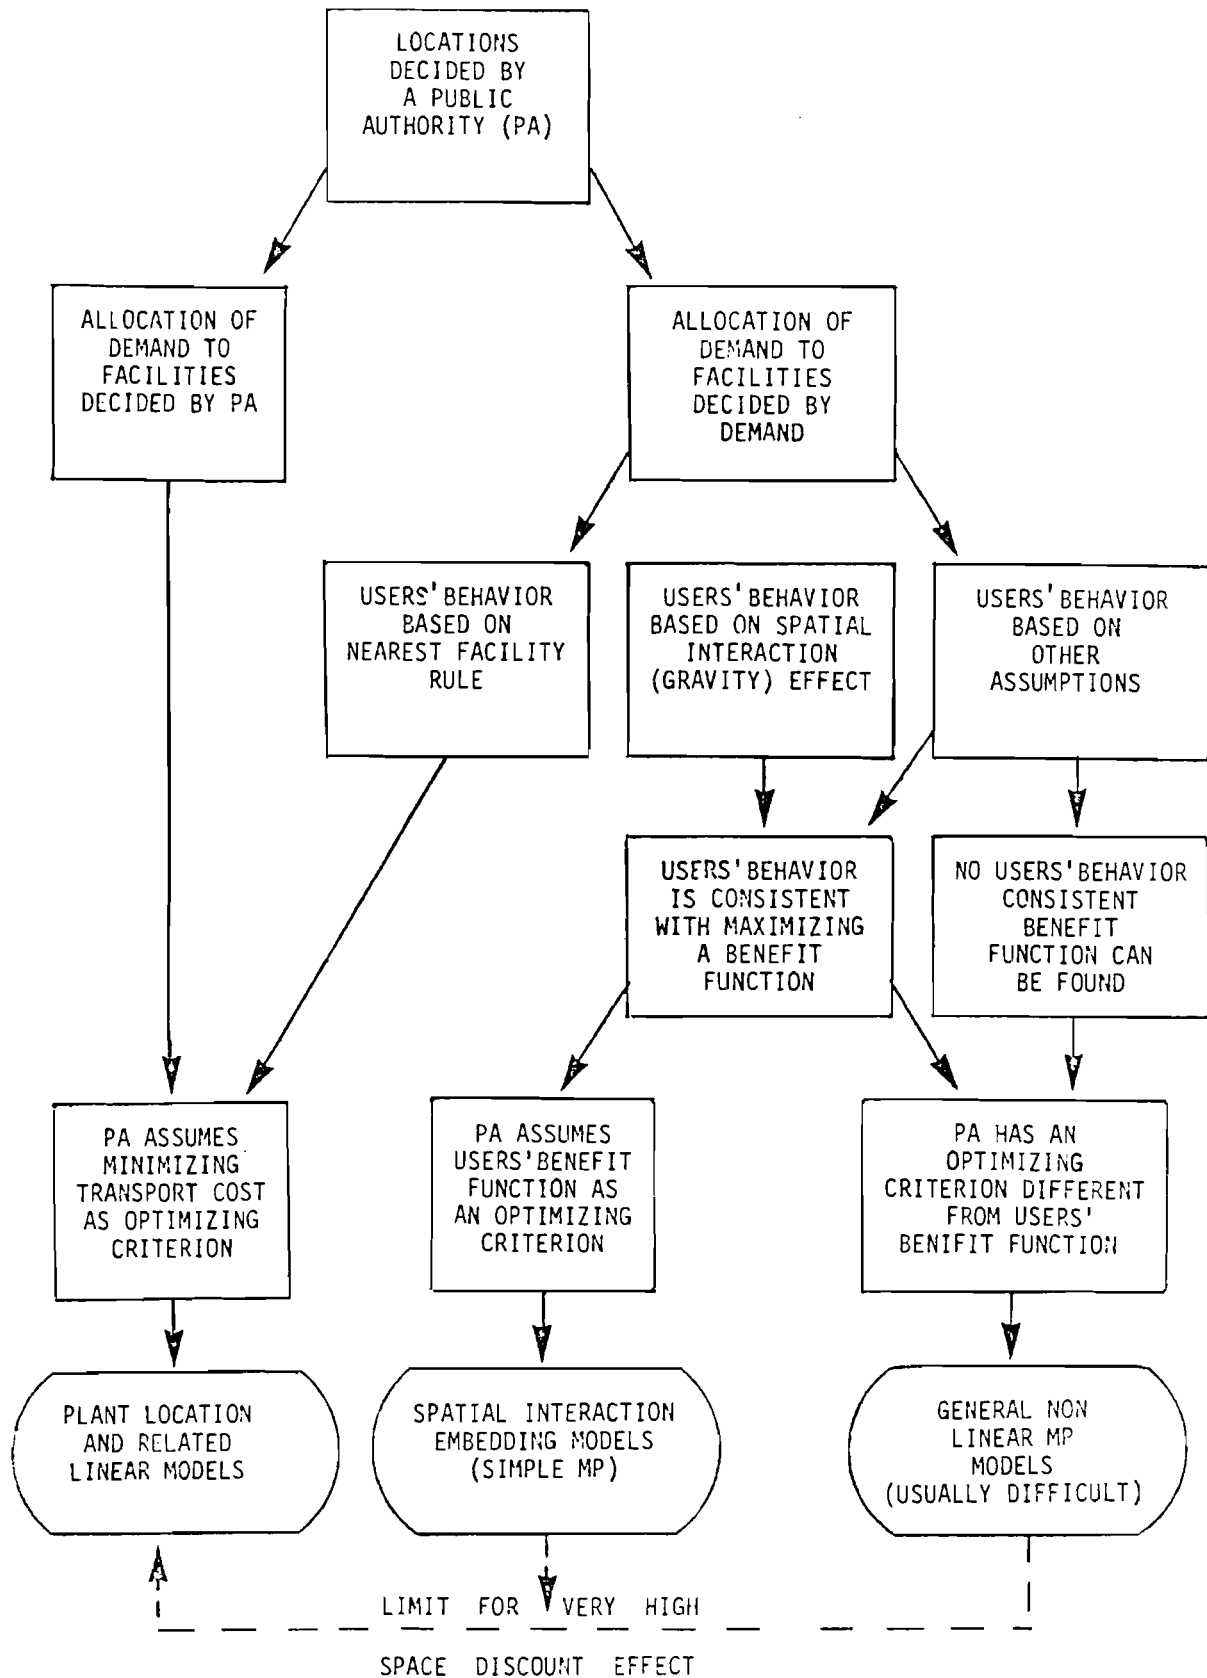 LOCATIONS
DECIDED BY
A PUBLIC
AUTHORITY (PA)
ALLOCATION OF
DEMAND TO
FACILITIES
DECIDED BY PA
ALLOCATION OF
DEMAND TO
FACILITIES
DECIDED BY
DEMAND
USERS'BEHAVIOR
BASED ON
NEAREST FACILITY
RULE
USERS'BEHAVIOR
BASED ON SPATIAL
INTERACTION
(GRAVITY) EFFECT
USERS'BEHAVIOR
BASED ON
OTHER
ASSUMPTIONS
USERS'BEHAVIOR
IS CONSISTENT
WITH MAXIMIZING
A BENEFIT
FUNCTION
NO USERS'BEHAVIOR
CONSISTENT
BENEFIT
FUNCTION CAN
BE FOUND
PA ASSUMES
MINIMIZING
TRANSPORT COST
AS OPTIMIZING
CRITERION
PA ASSUMES
USERS'BENEFIT
FUNCTION AS
AN OPTIMIZING
CRITERION
PA HAS AN
OPTIMIZING
CRITERION DIFFERENT
FROM USERS'
BENIFIT FUNCTION
PLANT LOCATION
AND RELATED
LINEAR MODELS
SPATIAL INTERACTION
EMBEDDING MODELS
(SIMPLE MP)
GENERAL NON
LINEAR MP
MODELS
(USUALLY DIFFICULT)
LIMIT FOR VERY HIGH
SPACE DISCOUNT EFFECT